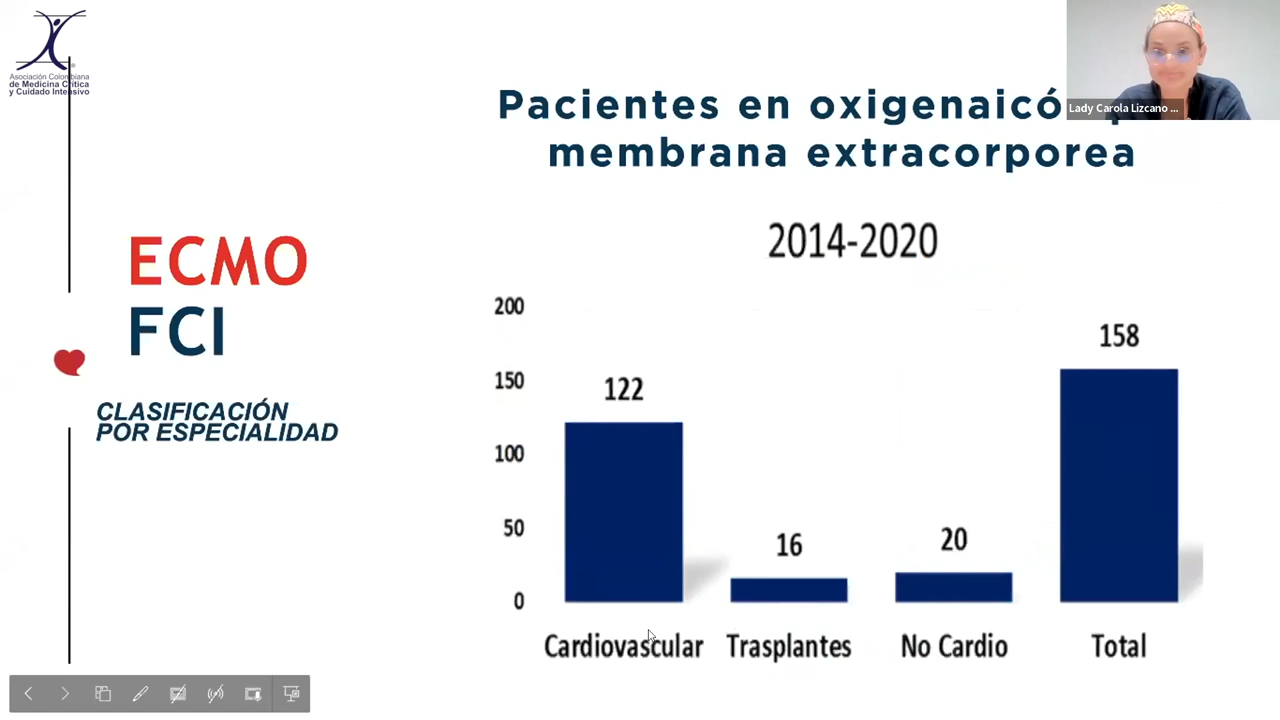 Asociación Colombiana
de Medicina Crítica
y Cuidado Intensivo
Lady Carola Lizcano ...
Pacientes en oxigenaicó
membrana extracorporea
ECMO
FCI
CLASIFICACIÓN
POR ESPECIALIDAD
2014-2020
200
150
100
50
0
122
16
20
158
Cardiovascular
Trasplantes
No Cardio
Total